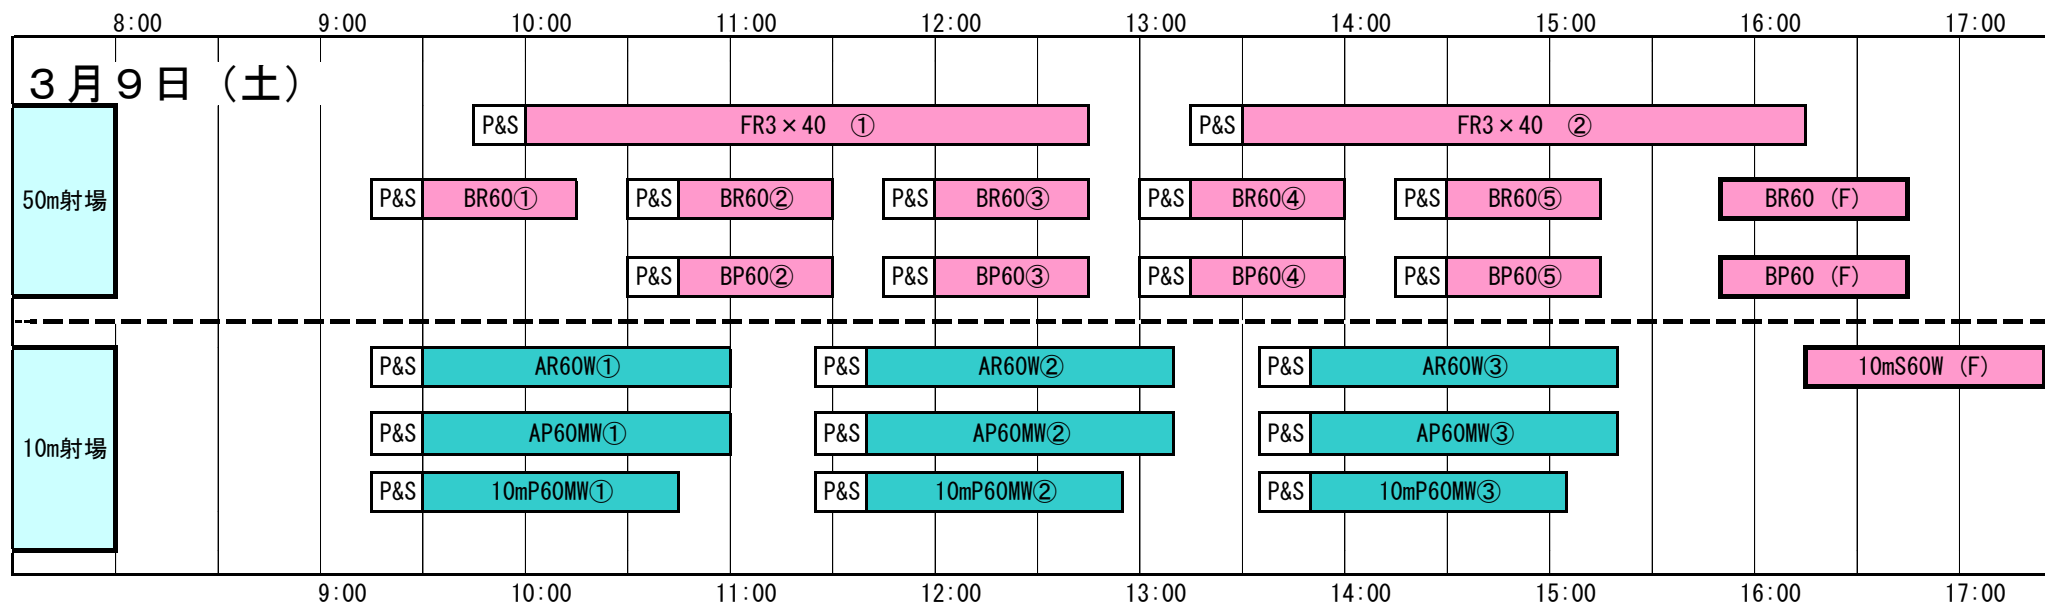 8:00 9:00 10:00 11:00 12:00 13:00 14:00 15:00 16:00 17:00
3月9日（土）
P&S FR3×40　① P&S FR3×40　②
50m射場 P&S BR60① P&S BR60② P&S BR60③ P&S BR60④ P&S BR60⑤ BR60 (F)
P&S BP60② P&S BP60③ P&S BP60④ P&S BP60⑤ BP60 (F)
P&S AR60W① P&S AR60W② P&S AR60W③ 10mS60W (F)
10m射場 P&S AP60MW① P&S AP60MW② P&S AP60MW③
P&S 10mP60MW① P&S 10mP60MW② P&S 10mP60MW③
9:00 10:00 11:00 12:00 13:00 14:00 15:00 16:00 17:00